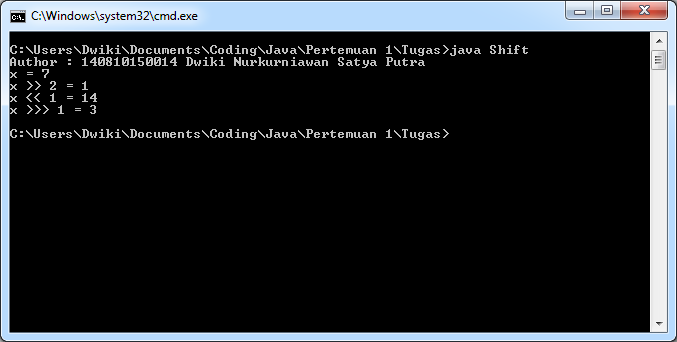 C:\Windows\system32\cmd.exe
C:\Users\Dwiki\Documents\Coding\Java\Pertemuan 1\Tugas>java Shift
Author : 140810150014 Dwiki Nurkurniawan Satya Putra
x = 7
x >> 2 = 1
x << 1 = 14
x >>> 1 = 3
C:\Users\Dwiki\Documents\Coding\Java\Pertemuan 1\Tugas>